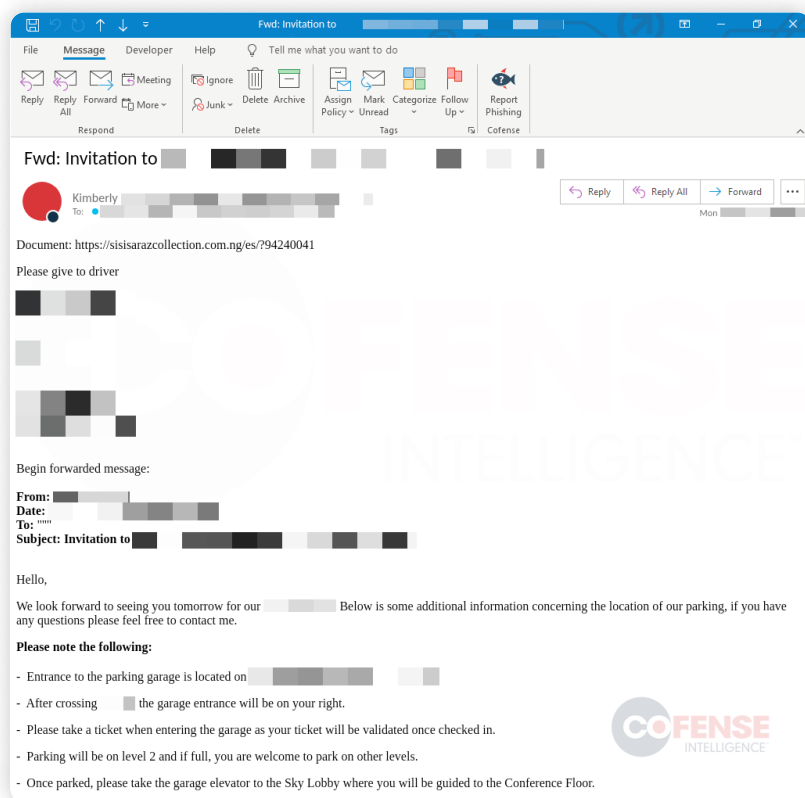 Fwd: Invitation to
File Message Developer Help Tell me what you want to do
Reply
Reply All
Forward
Meeting
More
Respond
Ignore
Junk
Delete
Archive
Delete
Assign Policy
Mark Unread
Categorize
Follow Up
Tags
Report Phishing
Cofense
Fwd: Invitation to
Kimberly
To:
Reply Reply All Forward ...
Mon
Document: https://sisisarazcollection.com.ng/es/?94240041
Please give to driver
COFENSE
INTELLIGENCE
Begin forwarded message:
From:
Date:
To: """
Subject: Invitation to
Hello,
We look forward to seeing you tomorrow for our Below is some additional information concerning the location of our parking, if you have
any questions please feel free to contact me.
Please note the following:
- Entrance to the parking garage is located on
- After crossing the garage entrance will be on your right.
- Please take a ticket when entering the garage as your ticket will be validated once checked in.
- Parking will be on level 2 and if full, you are welcome to park on other levels.
- Once parked, please take the garage elevator to the Sky Lobby where you will be guided to the Conference Floor.
COFENSE
INTELLIGENCE